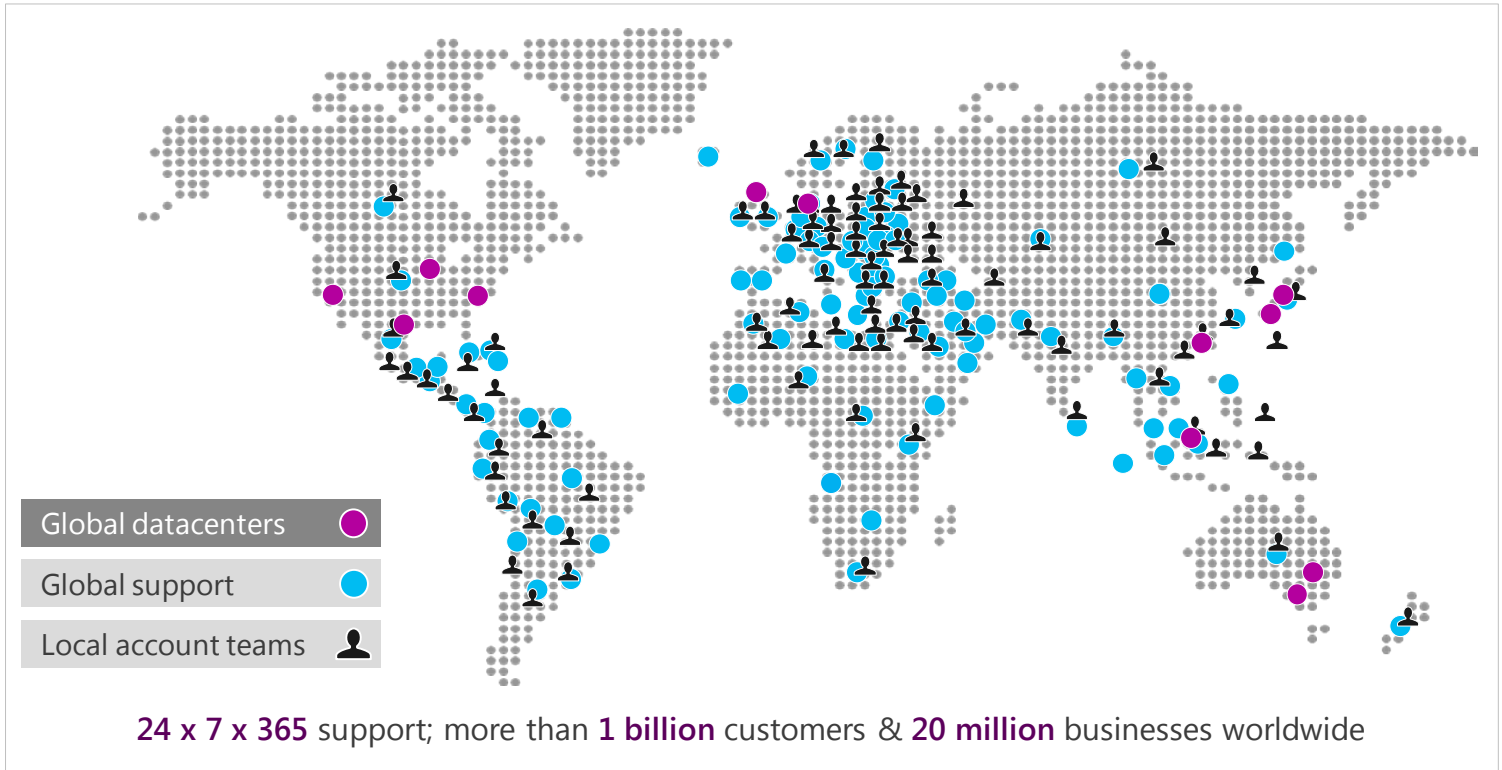 Global datacenters
Global support
Local account teams
24 x 7 x 365 support; more than 1 billion customers & 20 million businesses worldwide